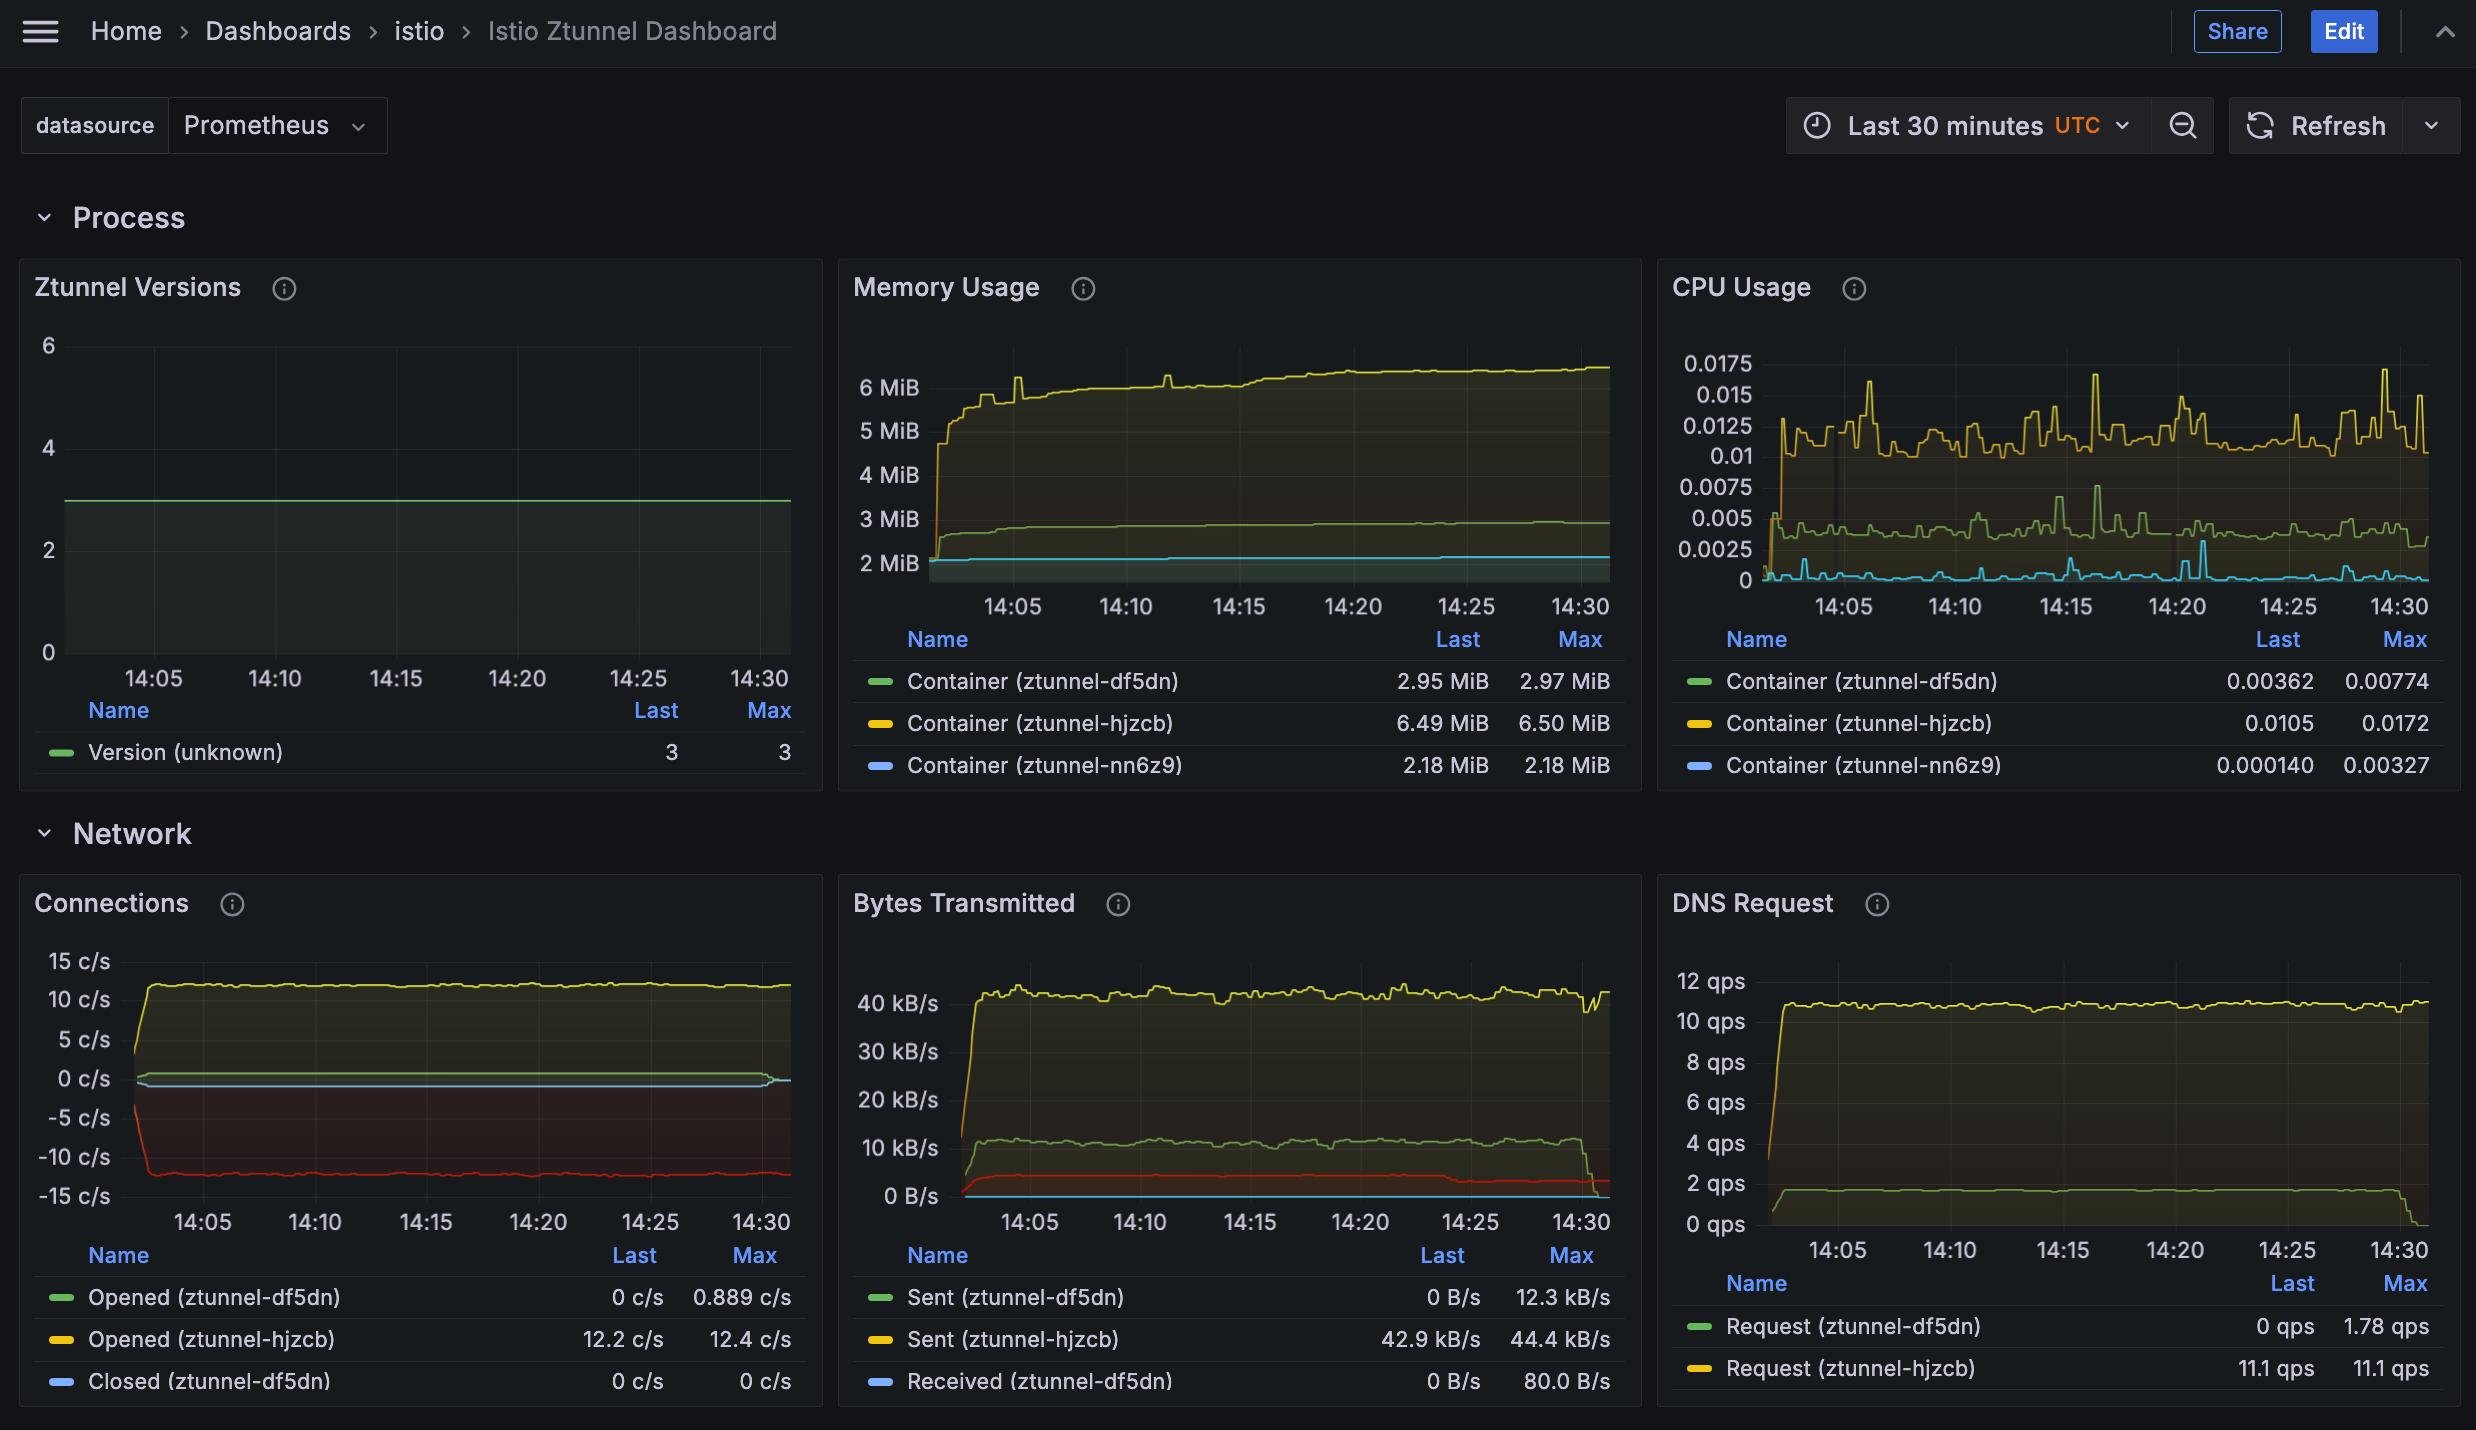 Home › Dashboards › istio › Istio Ztunnel Dashboard
Share
Edit
datasource Prometheus
Last 30 minutes UTC
Refresh
Process
Ztunnel Versions
6
4
2
0
14:05 14:10 14:15 14:20 14:25 14:30
Name Last Max
Version (unknown) 3 3
Memory Usage
6 MiB
5 MiB
4 MiB
3 MiB
2 MiB
14:05 14:10 14:15 14:20 14:25 14:30
Name Last Max
Container (ztunnel-df5dn) 2.95 MiB 2.97 MiB
Container (ztunnel-hjzcb) 6.49 MiB 6.50 MiB
Container (ztunnel-nn6z9) 2.18 MiB 2.18 MiB
CPU Usage
0.0175
0.015
0.0125
0.01
0.0075
0.005
0.0025
0
14:05 14:10 14:15 14:20 14:25 14:30
Name Last Max
Container (ztunnel-df5dn) 0.00362 0.00774
Container (ztunnel-hjzcb) 0.0105 0.0172
Container (ztunnel-nn6z9) 0.000140 0.00327
Network
Connections
15 c/s
10 c/s
5 c/s
0 c/s
-5 c/s
-10 c/s
-15 c/s
14:05 14:10 14:15 14:20 14:25 14:30
Name Last Max
Opened (ztunnel-df5dn) 0 c/s 0.889 c/s
Opened (ztunnel-hjzcb) 12.2 c/s 12.4 c/s
Closed (ztunnel-df5dn) 0 c/s 0 c/s
Bytes Transmitted
40 kB/s
30 kB/s
20 kB/s
10 kB/s
0 B/s
14:05 14:10 14:15 14:20 14:25 14:30
Name Last Max
Sent (ztunnel-df5dn) 0 B/s 12.3 kB/s
Sent (ztunnel-hjzcb) 42.9 kB/s 44.4 kB/s
Received (ztunnel-df5dn) 0 B/s 80.0 B/s
DNS Request
12 qps
10 qps
8 qps
6 qps
4 qps
2 qps
0 qps
14:05 14:10 14:15 14:20 14:25 14:30
Name Last Max
Request (ztunnel-df5dn) 0 qps 1.78 qps
Request (ztunnel-hjzcb) 11.1 qps 11.1 qps